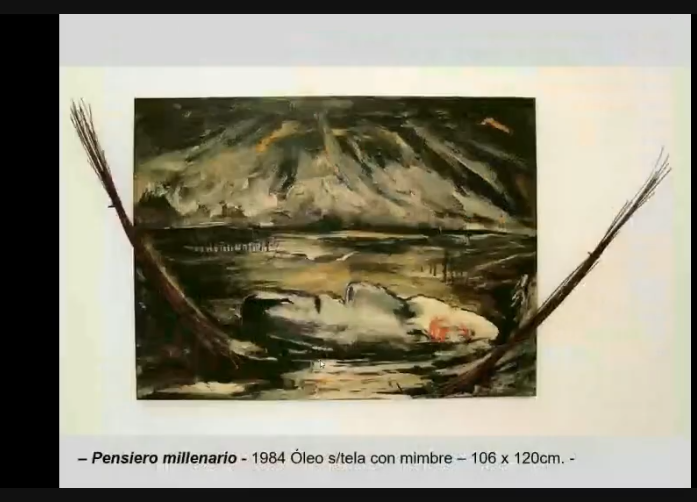 – Pensiero millenario - 1984 Óleo s/tela con mimbre – 106 x 120cm. -